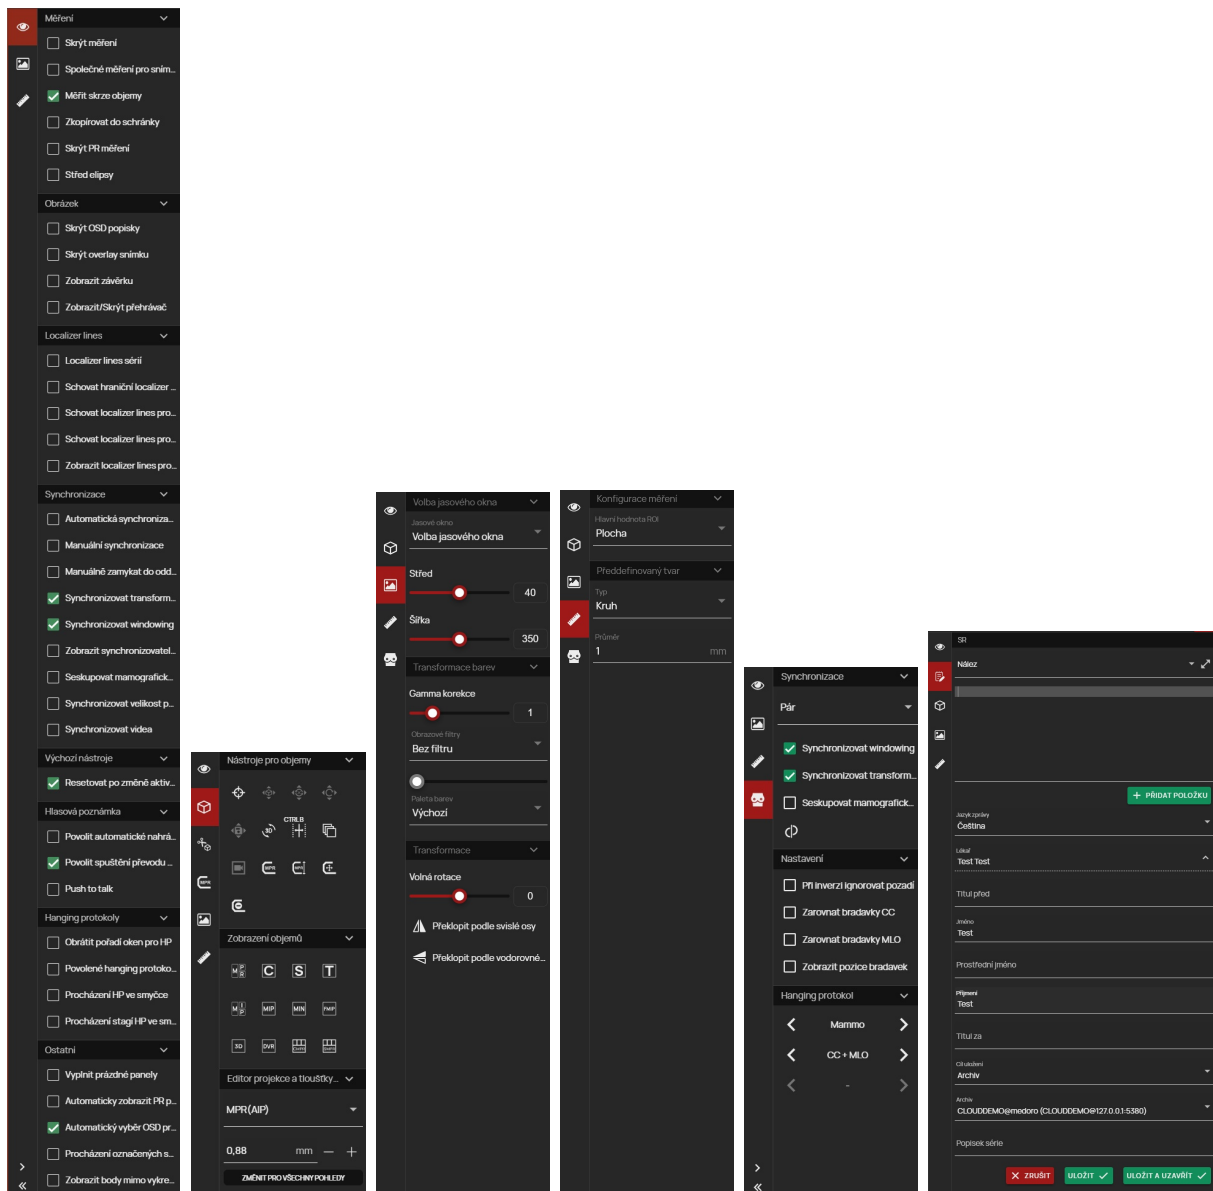 Měření
Skrýt měření
Společné měření pro sním...
Měřit skrze objemy
Zkopírovat do schránky
Skrýt PR měření
Střed elipsy
Obrázek
Skrýt OSD popisky
Skrýt overlay snímku
Zobrazit závěrku
Zobrazit/Skrýt přehrávač
Localizer lines
Localizer lines sérií
Schovat hraniční localizer ...
Schovat localizer lines pro...
Schovat localizer lines pro...
Zobrazit localizer lines pro...
Synchronizace
Automatická synchroniza...
Manuální synchronizace
Manuálně zamykat do odd...
Synchronizovat transform...
Synchronizovat windowing
Zobrazit synchronizovatel...
Seskupovat mamografick...
Synchronizovat velikost p...
Synchronizovat videa
Výchozí nástroje
Resetovat po změně aktiv...
Hlasová poznámka
Povolit automatické nahrá...
Povolit spuštění převodu ...
Push to talk
Hanging protokoly
Obrátit pořadí oken pro HP
Povolené hanging protoko...
Procházení HP ve smyčce
Procházení stagí HP ve sm...
Ostatní
Vyplnit prázdné panely
Automaticky zobrazit PR p...
Automatický výběr OSD pr...
Procházení označených s...
Zobrazit body mimo vykre...
Nástroje pro objemy
CTRL B
3D
MPR
MPR
Zobrazení objemů
MPR
C
S
T
MIP
MIP
MIN
PMIP
3D
DVR
Editor projekce a tloušťky...
MPR(AIP)
0,88 mm
ZMĚNIT PRO VŠECHNY POHLEDY
Volba jasového okna
Jasové okno
Volba jasového okna
Střed
40
Šířka
350
Transformace barev
Gamma korekce
1
Obrazové filtry
Bez filtru
Paleta barev
Výchozí
Transformace
Volná rotace
0
Překlopit podle svislé osy
Překlopit podle vodorovné...
Konfigurace měření
Hlavní hodnota ROI
Plocha
Předdefinovaný tvar
Typ
Kruh
Průměr
1 mm
Synchronizace
Pár
Synchronizovat windowing
Synchronizovat transform...
Seskupovat mamografick...
Nastavení
Při inverzi ignorovat pozadí
Zarovnat bradavky CC
Zarovnat bradavky MLO
Zobrazit pozice bradavek
Hanging protokol
Mammo
CC + MLO
-
SR
Nález
PŘIDAT POLOŽKU
Jazyk zprávy
Čeština
Lékař
Test Test
Titul před
Jméno
Test
Prostřední jméno
Příjmení
Test
Titul za
Cíl uložení
Archiv
Archiv
CLOUDDEMO@medoro (CLOUDDEMO@127.0.0.1:5380)
Popisek série
ZRUŠIT
ULOŽIT
ULOŽIT A UZAVŘÍT